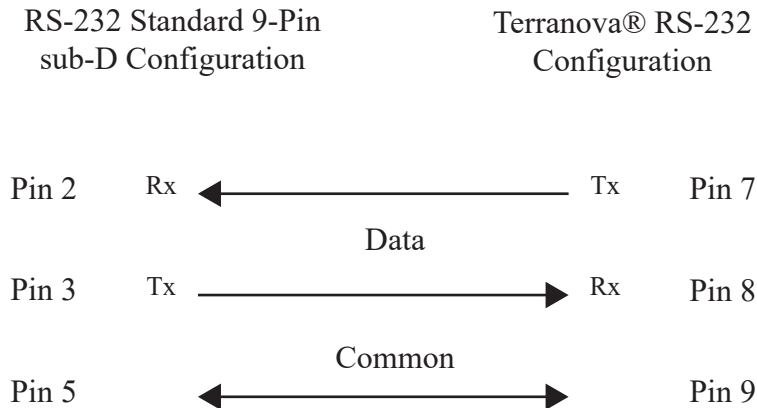 RS-232 Standard 9-Pin
sub-D Configuration
Terranova® RS-232
Configuration
Pin 2 Rx Tx Pin 7
Data
Pin 3 Tx Rx Pin 8
Common
Pin 5 Pin 9